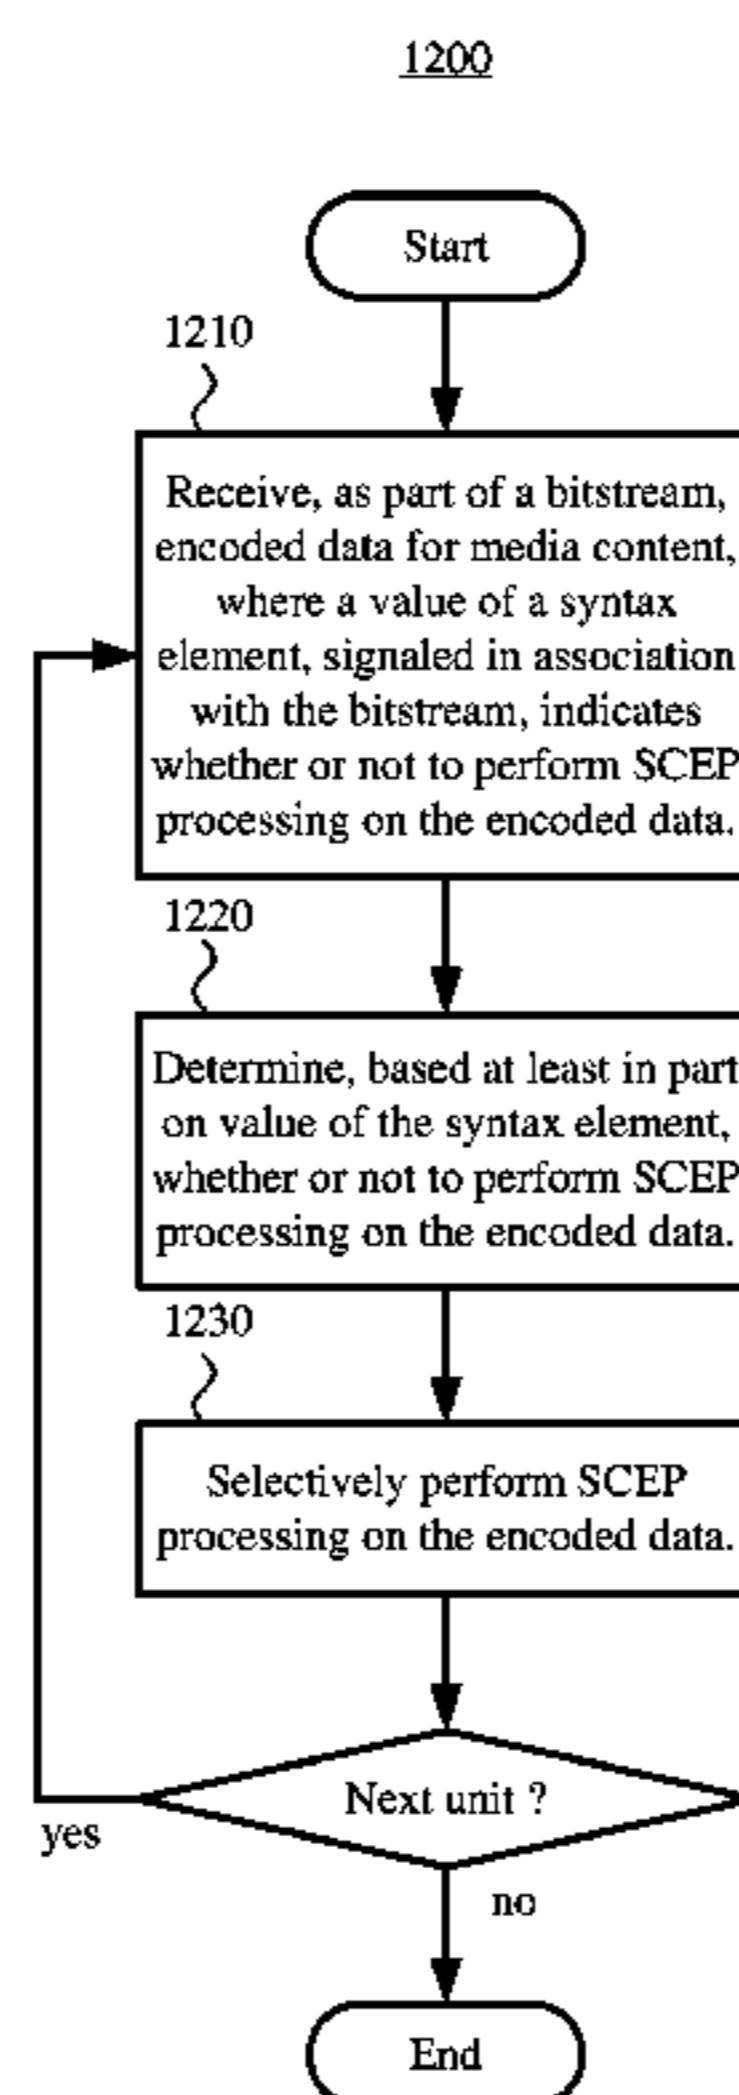 1200
Start
1210
Receive, as part of a bitstream,
encoded data for media content,
where a value of a syntax
element, signaled in association
with the bitstream, indicates
whether or not to perform SCEP
processing on the encoded data.
1220
Determine, based at least in part
on value of the syntax element,
whether or not to perform SCEP
processing on the encoded data.
1230
Selectively perform SCEP
processing on the encoded data.
Next unit ?
yes
no
End